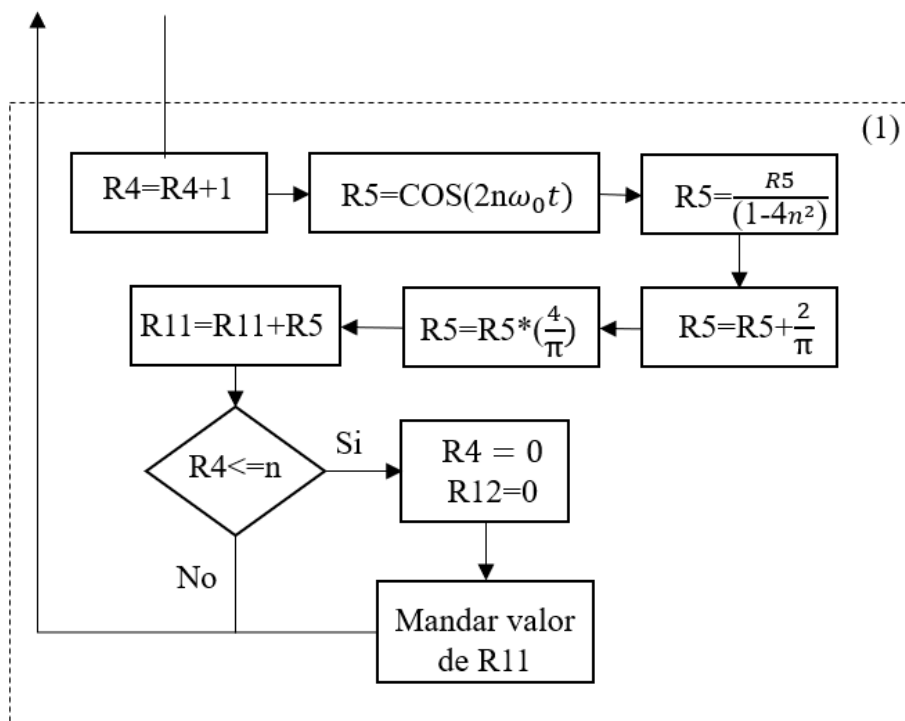 (1)
R4=R4+1
R5=COS(2nω₀t)
R5=R5/(1-4n²)
R5=R5+2/π
R5=R5*(4/π)
R11=R11+R5
R4<=n
Si
R4 = 0
R12=0
No
Mandar valor
de R11